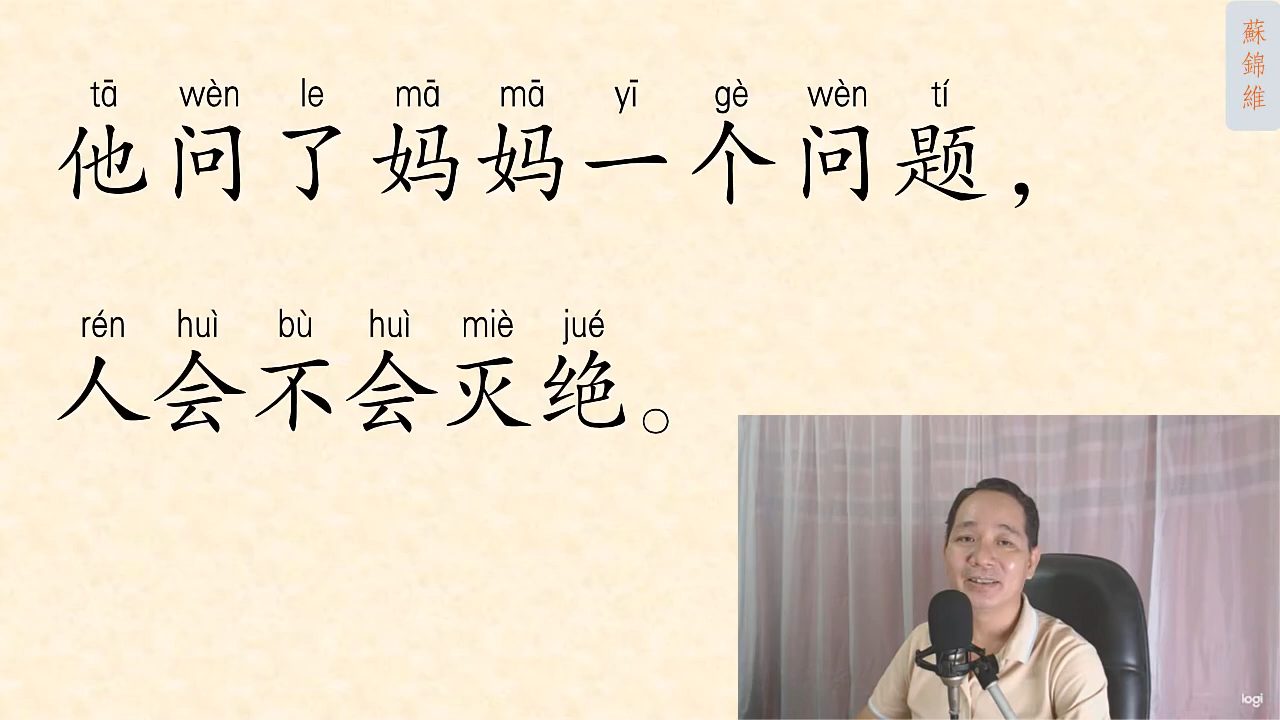 tā wèn le mā mā yī gè wèn tí
他问了妈妈一个问题，
rén huì bù huì miè jué
人会不会灭绝。
蘇錦維
logi